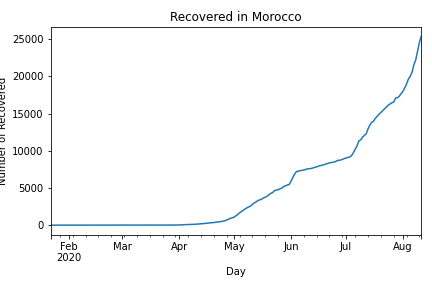 Recovered in Morocco
Number of Recovered
25000
20000
15000
10000
5000
0
Feb Mar Apr May Jun Jul Aug
2020
Day